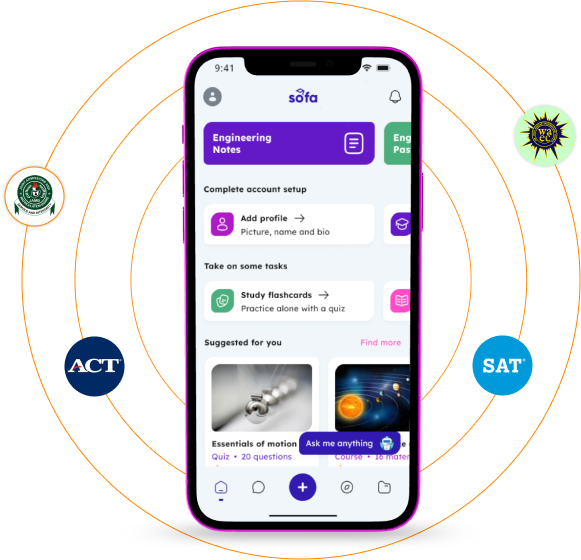 9:41
sofa
Engineering
Notes
Eng
Pas
Complete account setup
Add profile →
Picture, name and bio
Take on some tasks
Study flashcards →
Practice alone with a quiz
Suggested for you
Find more
Essentials of motion
Quiz • 20 questions
Course • 16 mater
Ask me anything
JAMB
waec
ACT
SAT